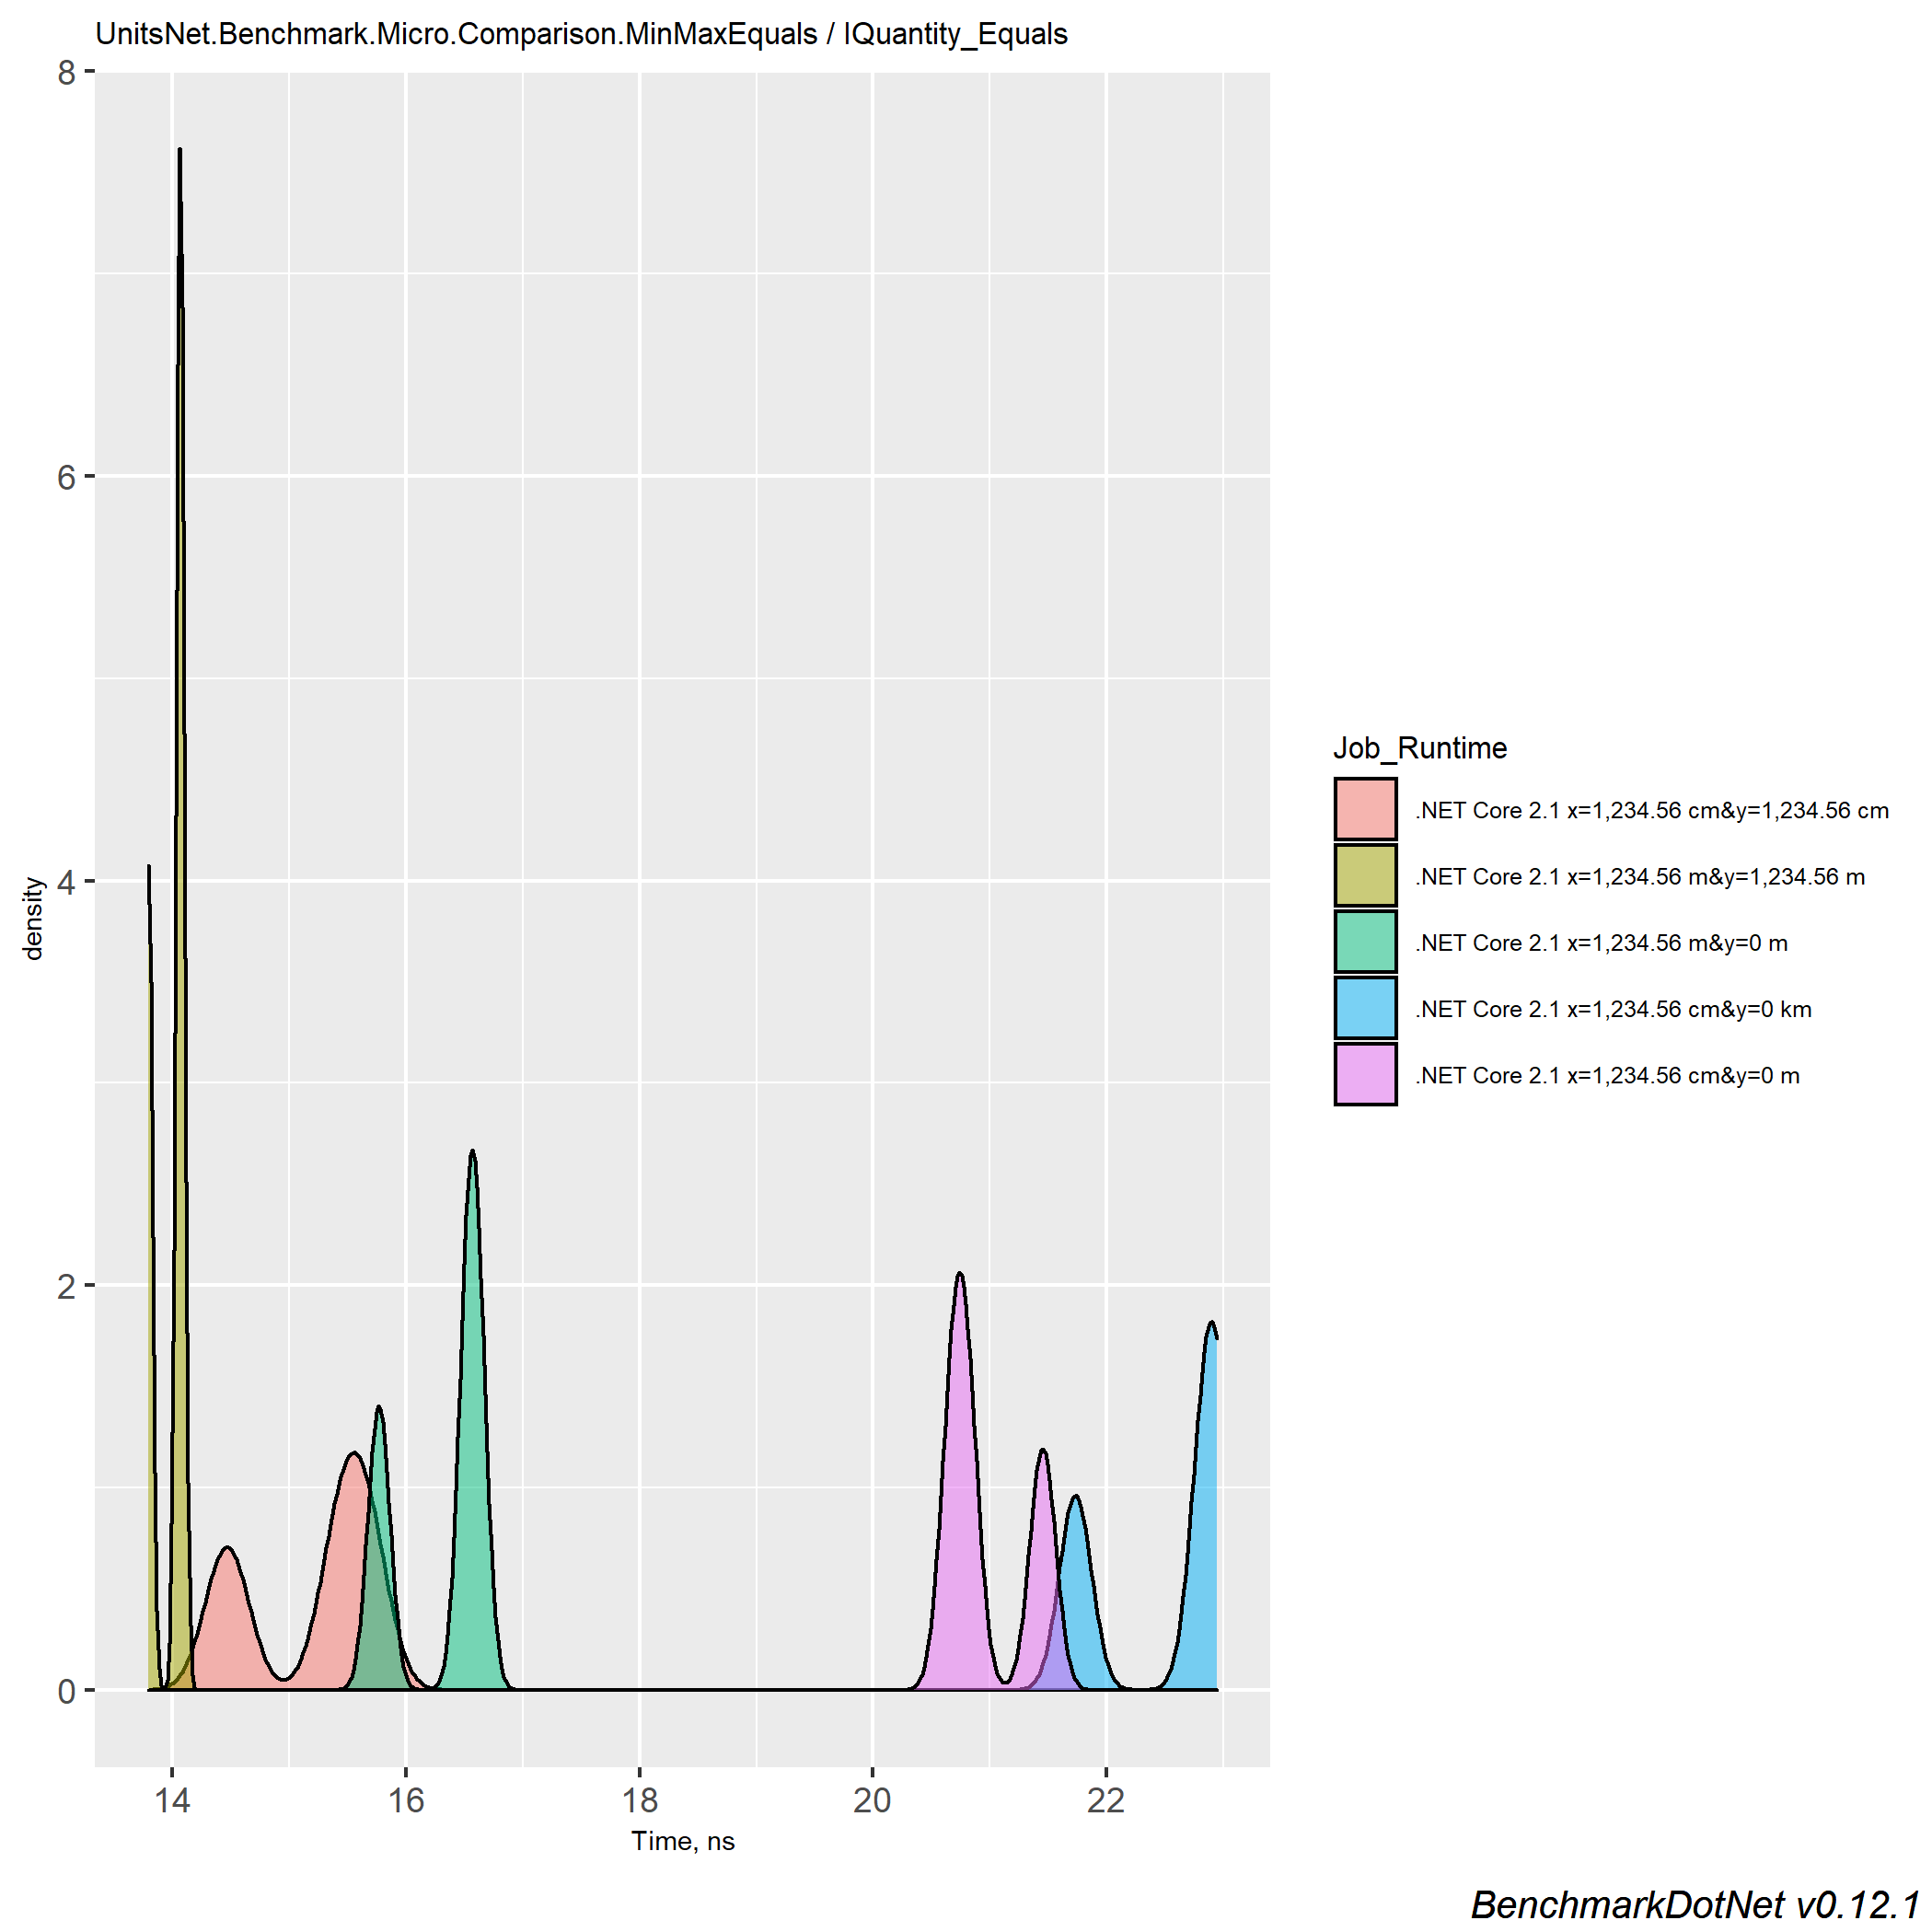 UnitsNet.Benchmark.Micro.Comparison.MinMaxEquals / IQuantity_Equals
8
6
4
2
0
density
14 16 18 20 22
Time, ns
Job_Runtime
.NET Core 2.1 x=1,234.56 cm&y=1,234.56 cm
.NET Core 2.1 x=1,234.56 m&y=1,234.56 m
.NET Core 2.1 x=1,234.56 m&y=0 m
.NET Core 2.1 x=1,234.56 cm&y=0 km
.NET Core 2.1 x=1,234.56 cm&y=0 m
BenchmarkDotNet v0.12.1